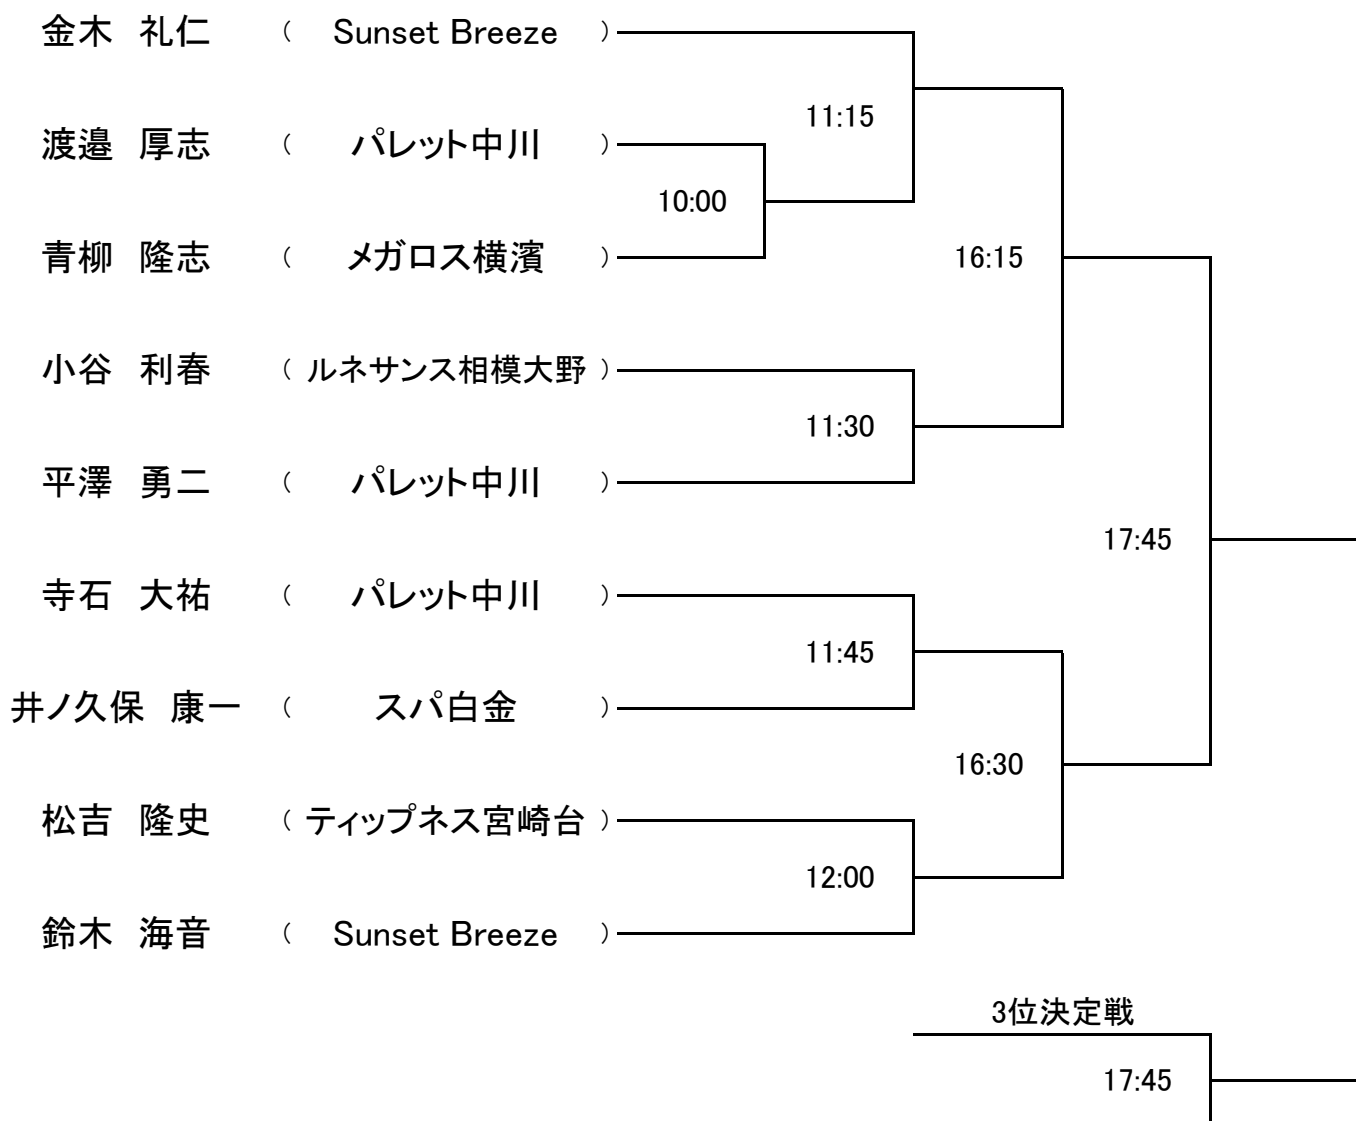 金木 礼仁 ( Sunset Breeze )
11:15
渡邉 厚志 ( パレット中川 )
10:00
青柳 隆志 ( メガロス横濱 )
16:15
小谷 利春 ( ルネサンス相模大野 )
11:30
平澤 勇二 ( パレット中川 )
17:45
寺石 大祐 ( パレット中川 )
11:45
井ノ久保 康一 ( スパ白金 )
16:30
松吉 隆史 ( ティップネス宮崎台 )
12:00
鈴木 海音 ( Sunset Breeze )
3位決定戦
17:45